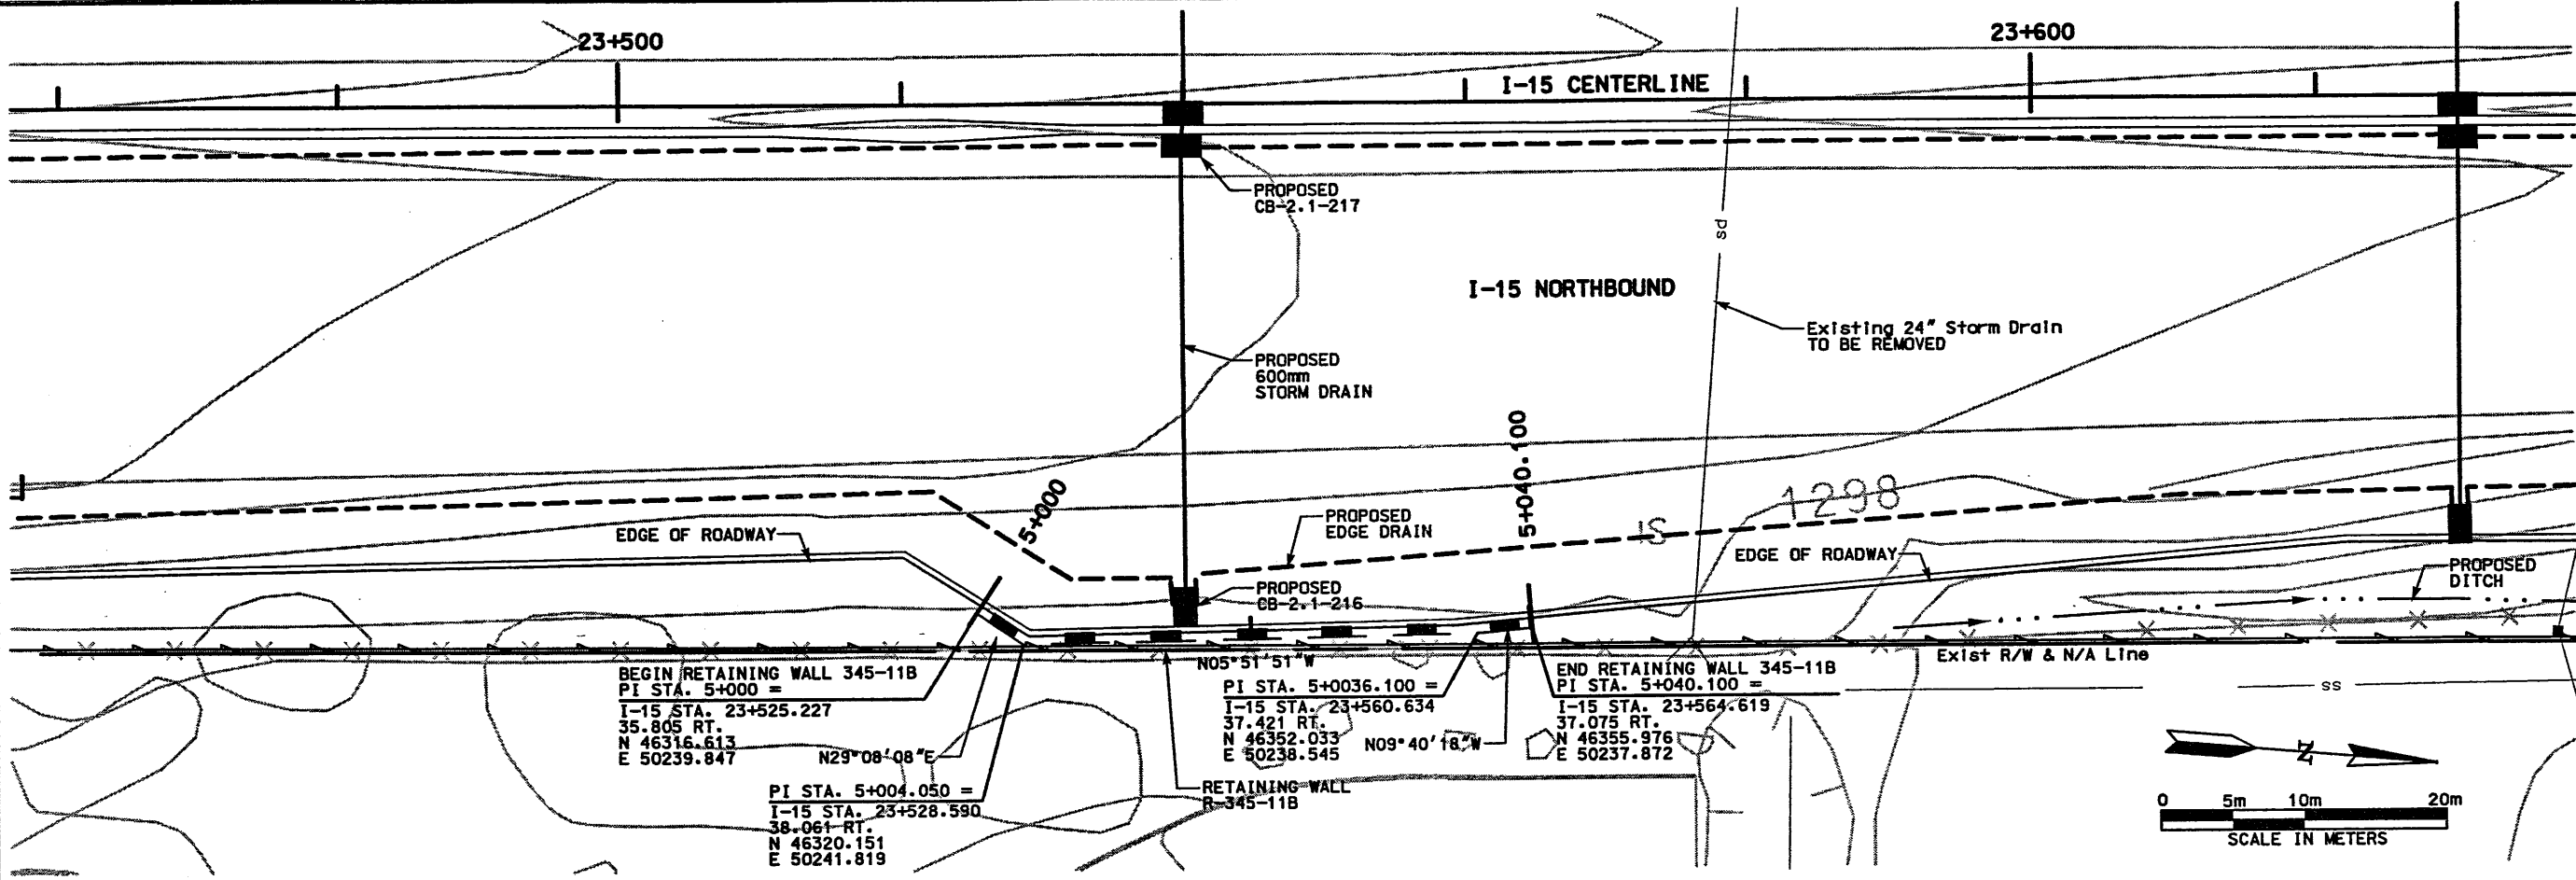 23+500
23+600
I-15 CENTERLINE
PROPOSED
CB-2.1-217
sd
I-15 NORTHBOUND
Existing 24" Storm Drain
TO BE REMOVED
PROPOSED
600mm
STORM DRAIN
5+000
5+040.100
1298
IS
EDGE OF ROADWAY
PROPOSED
EDGE DRAIN
EDGE OF ROADWAY
PROPOSED
DITCH
PROPOSED
CB-2.1-216
N05°51'51"W
Exist R/W & N/A Line
BEGIN RETAINING WALL 345-11B
PI STA. 5+000 =
I-15 STA. 23+525.227
35.805 RT.
N 46316.613
E 50239.847
N29°08'08"E
PI STA. 5+004.050 =
I-15 STA. 23+528.590
38.061 RT.
N 46320.151
E 50241.819
PI STA. 5+0036.100 =
I-15 STA. 23+560.634
37.421 RT.
N 46352.033
E 50238.545
N09°40'18"W
RETAINING WALL
R-345-11B
END RETAINING WALL 345-11B
PI STA. 5+040.100 =
I-15 STA. 23+564.619
37.075 RT.
N 46355.976
E 50237.872
ss
N
0 5m 10m 20m
SCALE IN METERS